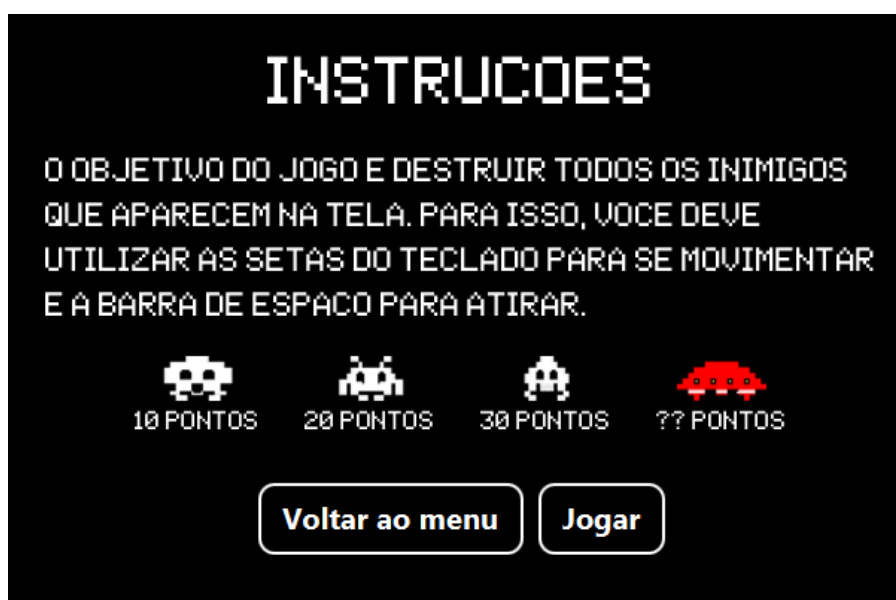 INSTRUCOES
O OBJETIVO DO JOGO E DESTRUIR TODOS OS INIMIGOS
QUE APARECEM NA TELA. PARA ISSO, VOCE DEVE
UTILIZAR AS SETAS DO TECLADO PARA SE MOVIMENTAR
E A BARRA DE ESPACO PARA ATIRAR.
10 PONTOS 20 PONTOS 30 PONTOS ?? PONTOS
Voltar ao menu Jogar